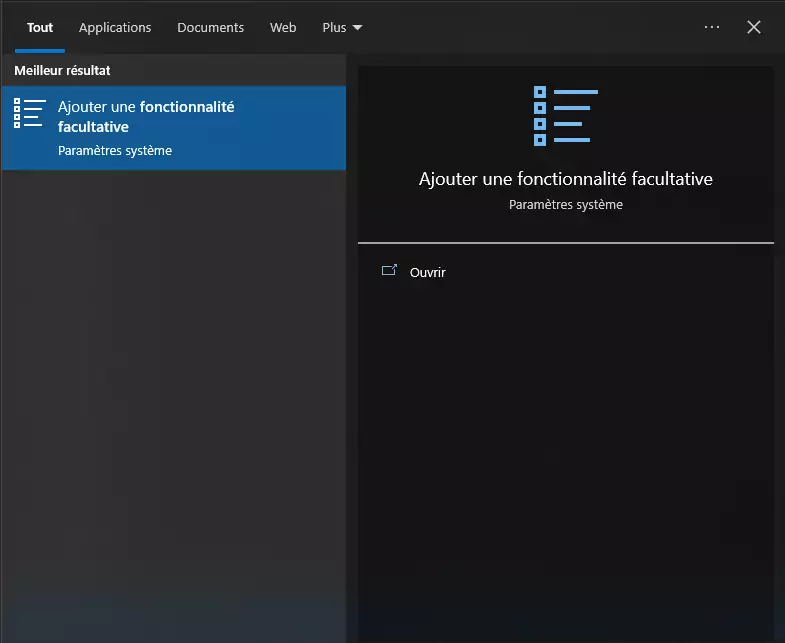 Tout Applications Documents Web Plus
Meilleur résultat
Ajouter une fonctionnalité
facultative
Paramètres système
Ajouter une fonctionnalité facultative
Paramètres système
Ouvrir